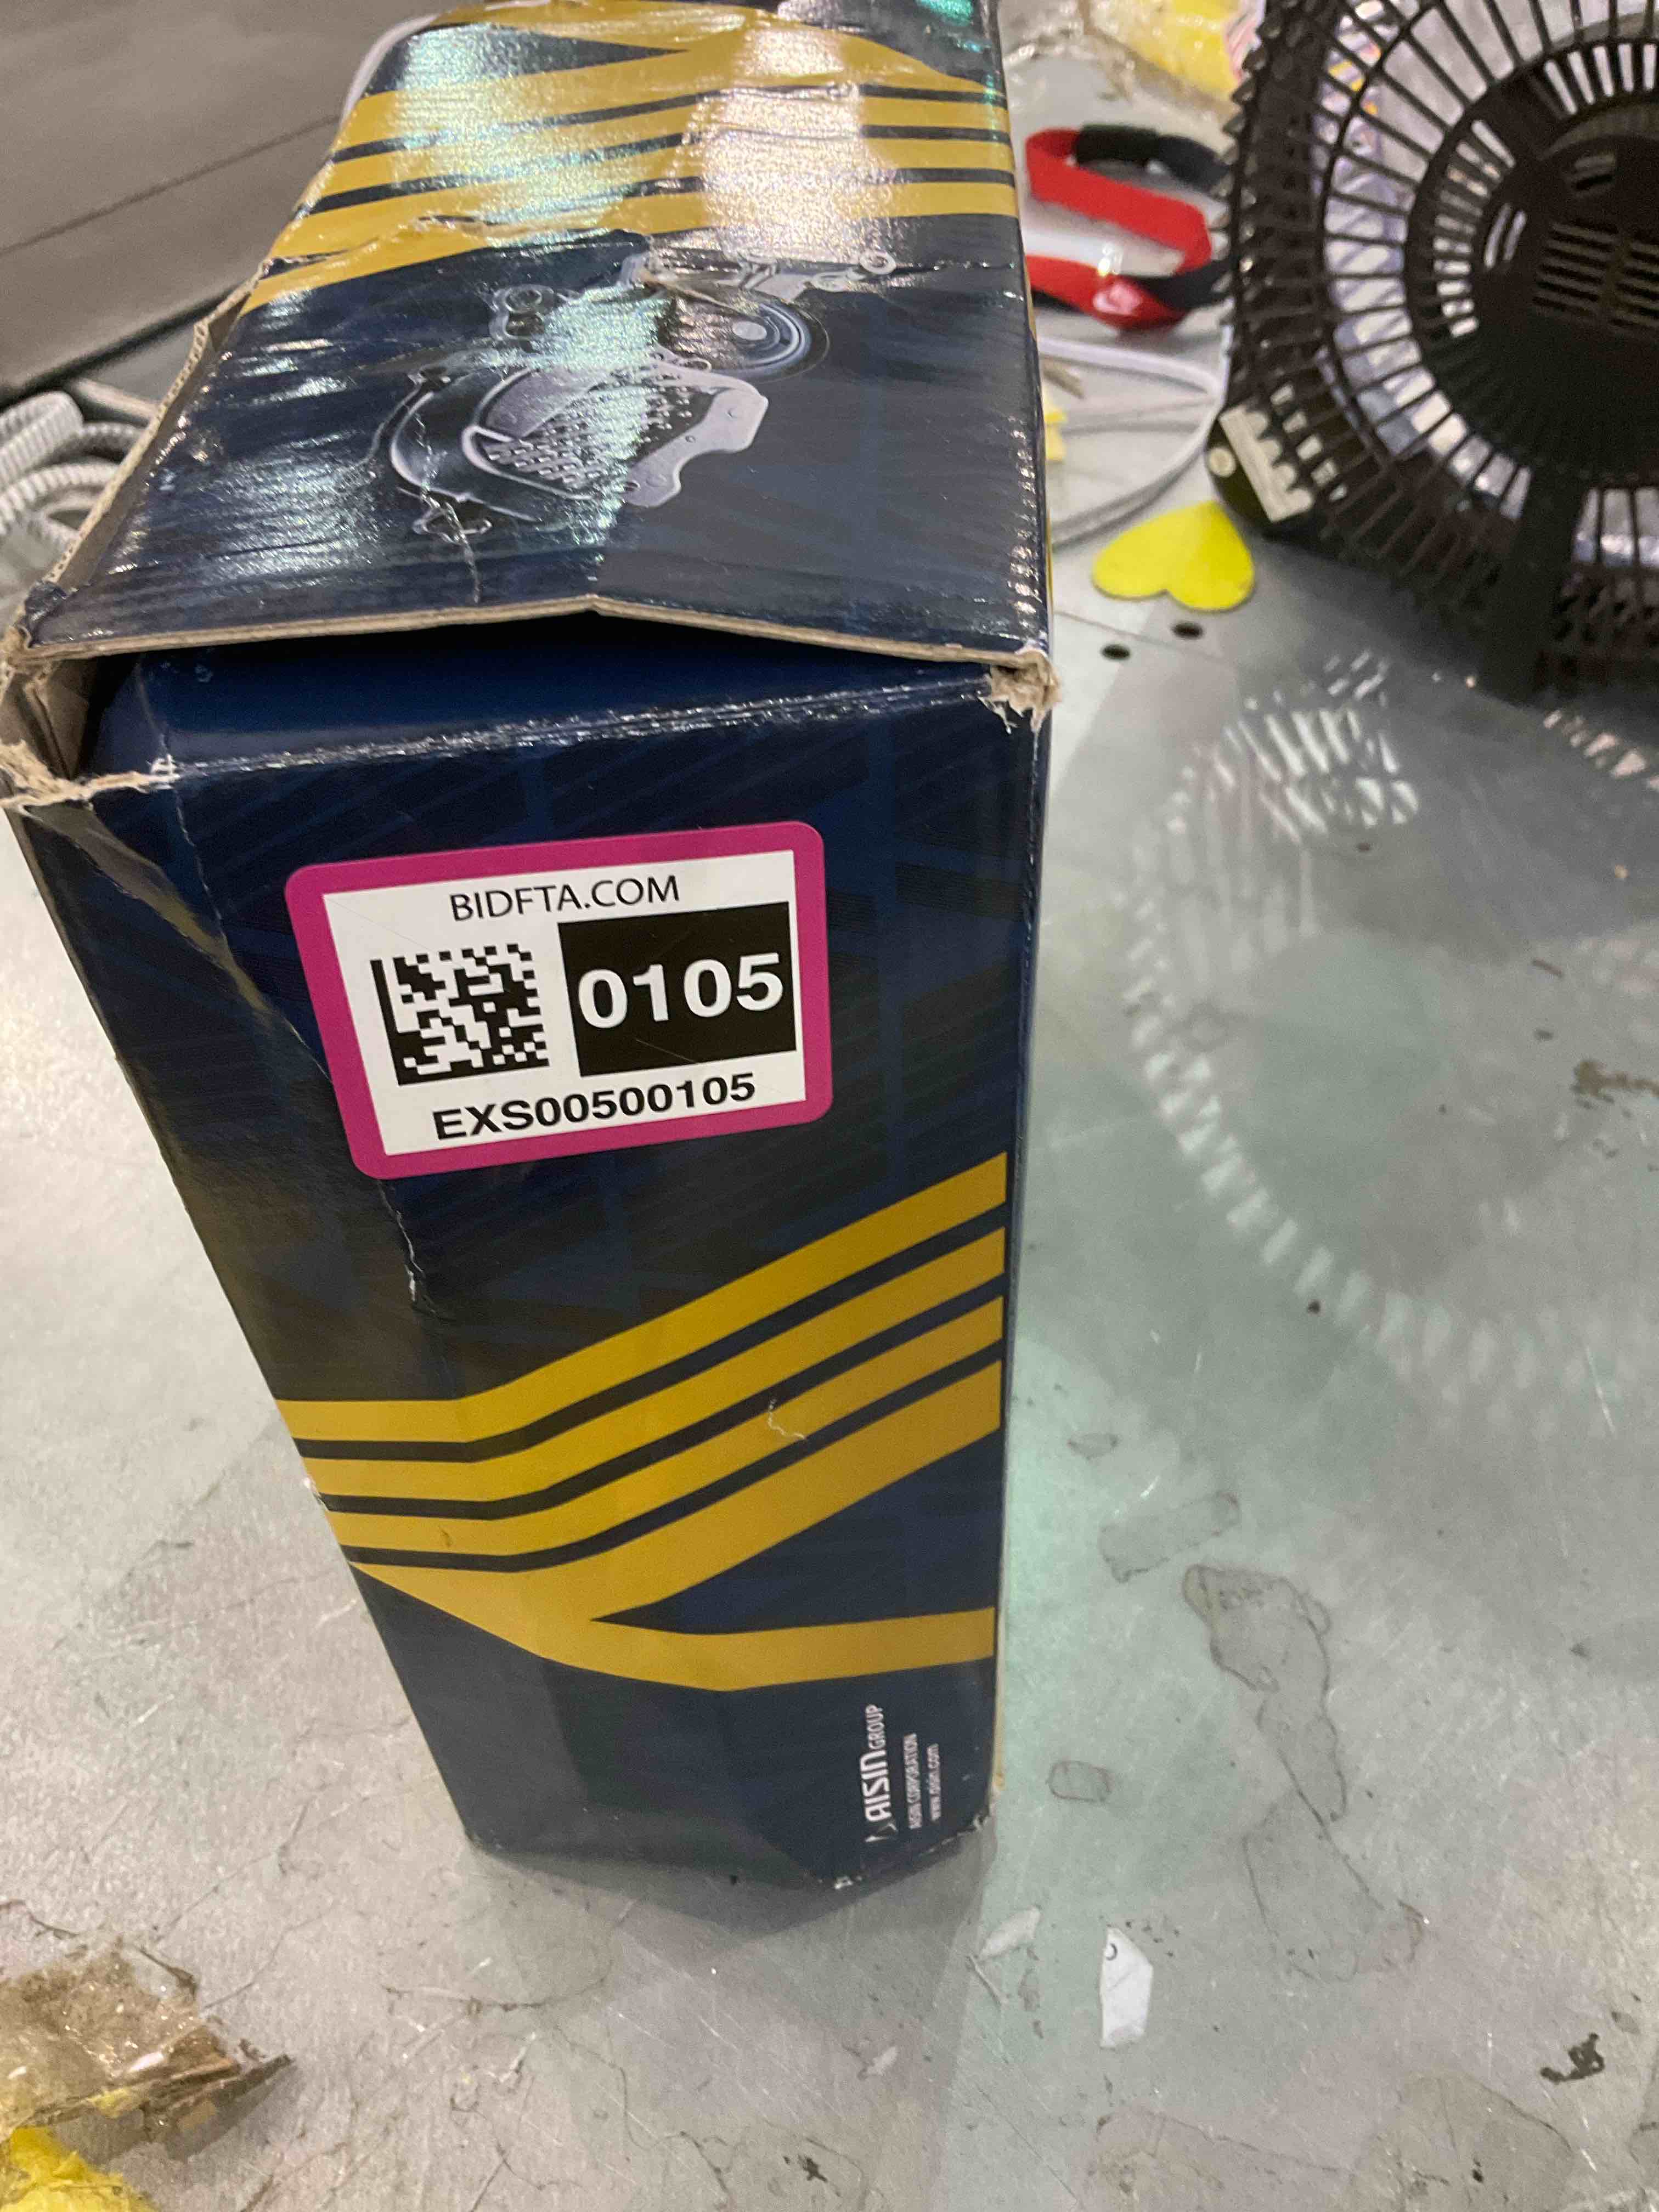 BIDFTA.COM
0105
EXS00500105
AISIN GROUP
AISIN CORPORATION
www.aisin.com